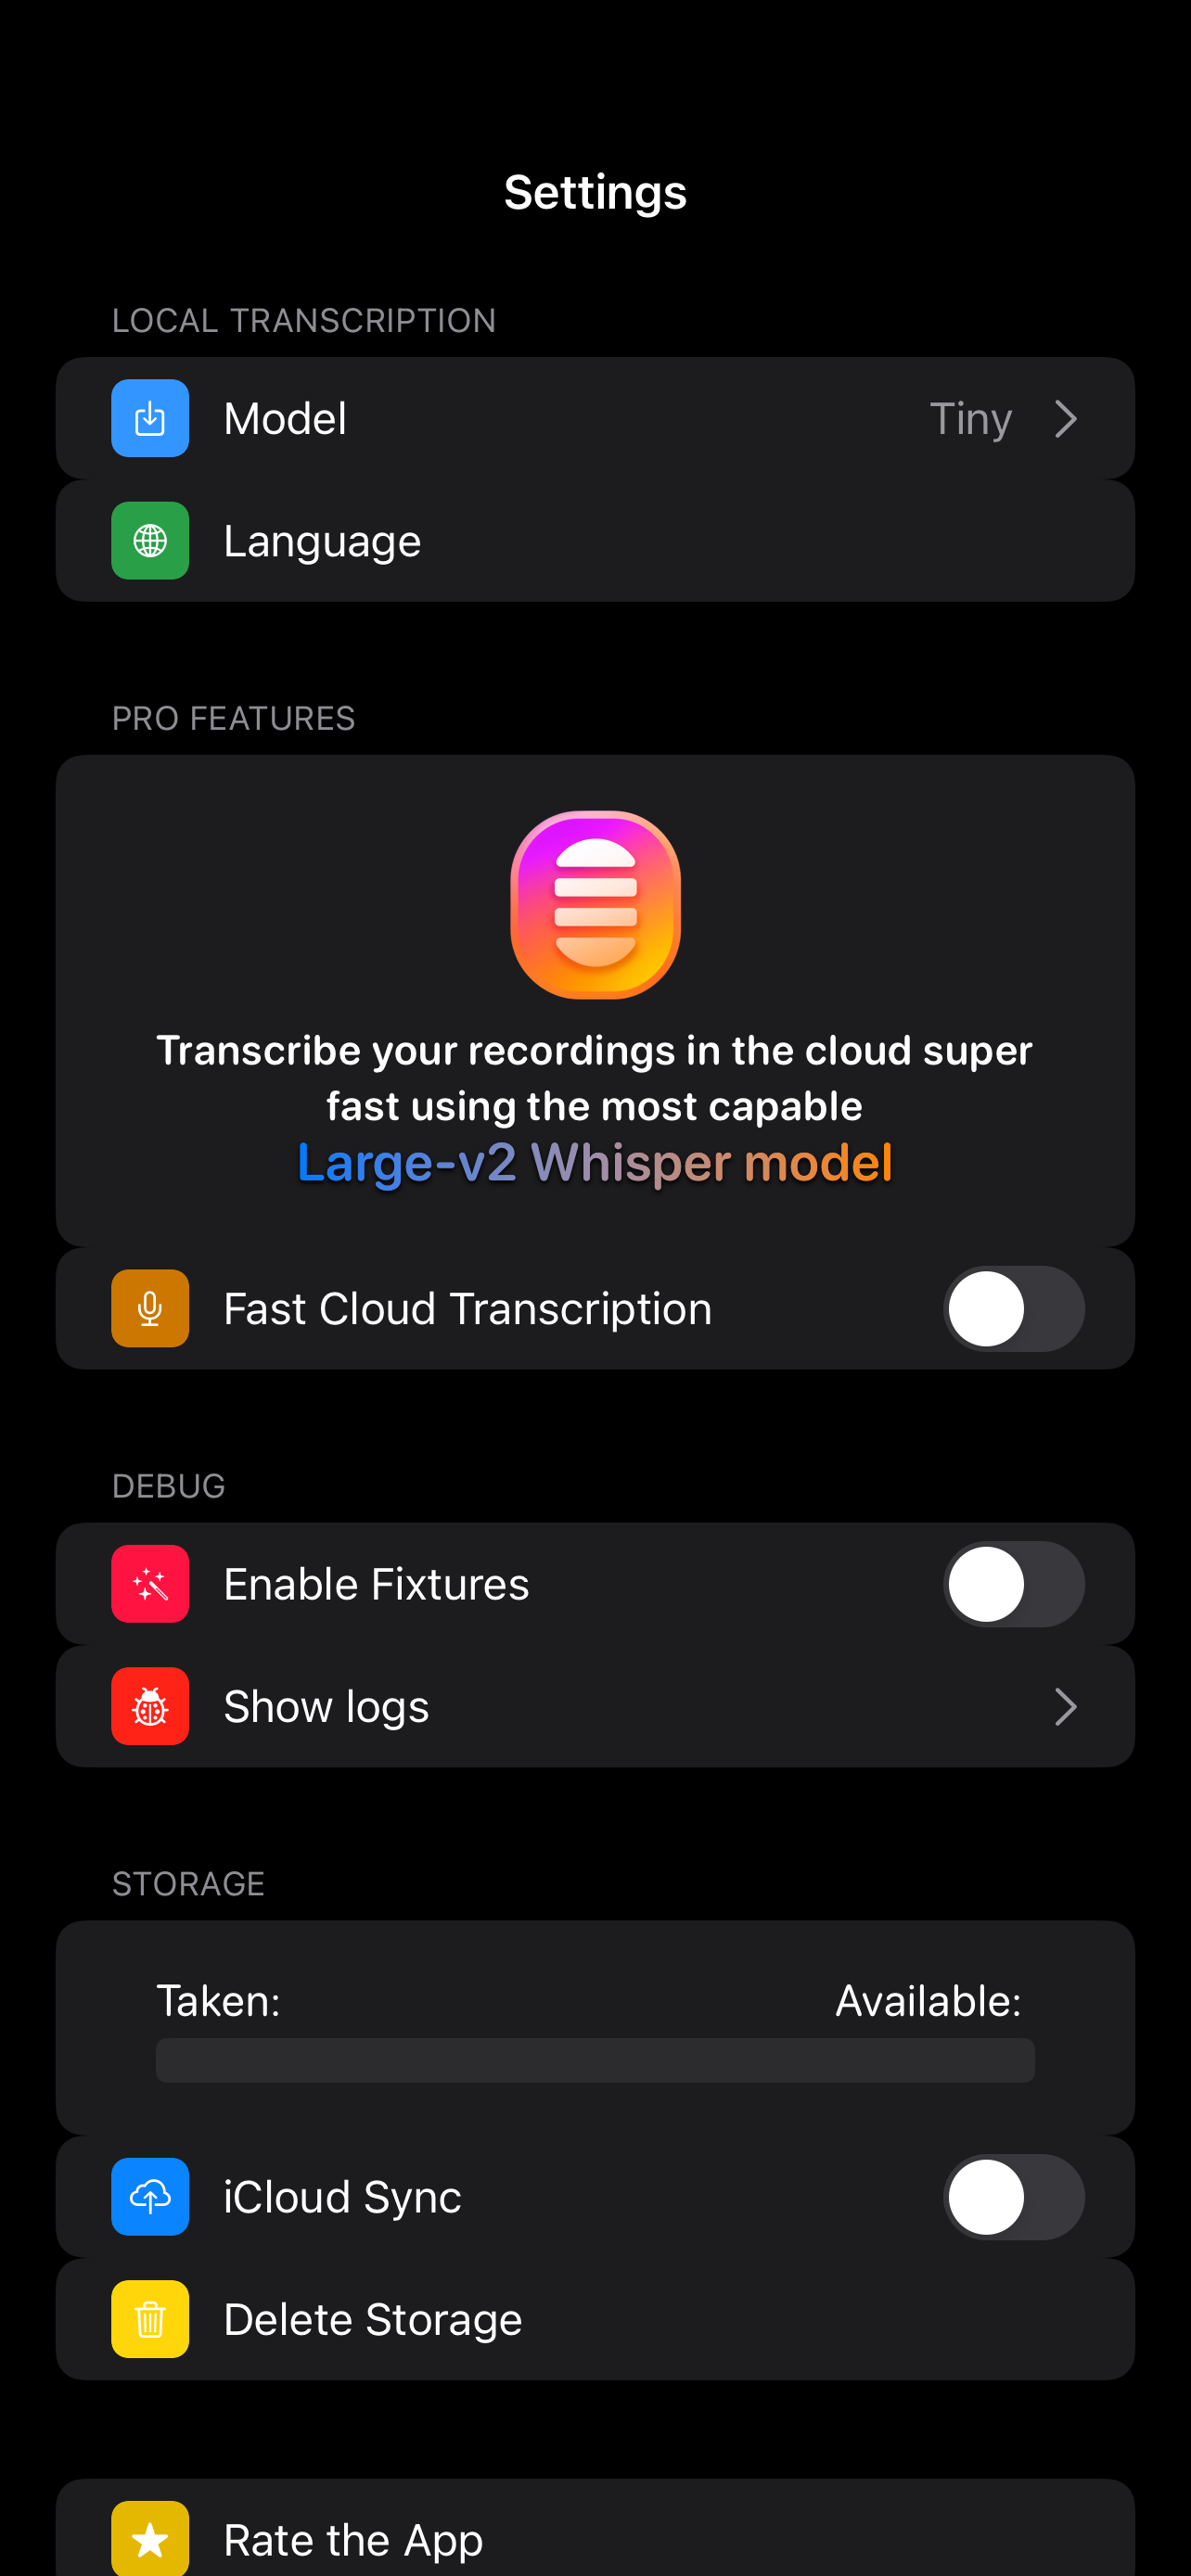 Settings
LOCAL TRANSCRIPTION
Model
Tiny
Language
PRO FEATURES
Transcribe your recordings in the cloud super
fast using the most capable
Large-v2 Whisper model
Fast Cloud Transcription
DEBUG
Enable Fixtures
Show logs
STORAGE
Taken:
Available:
iCloud Sync
Delete Storage
Rate the App